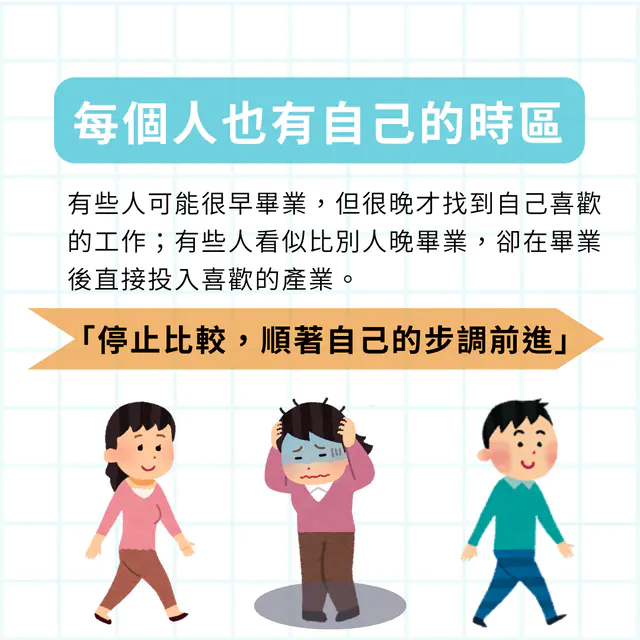 每個人也有自己的時區
有些人可能很早畢業，但很晚才找到自己喜歡
的工作；有些人看似比別人晚畢業，卻在畢業
後直接投入喜歡的產業。
「停止比較，順著自己的步調前進」